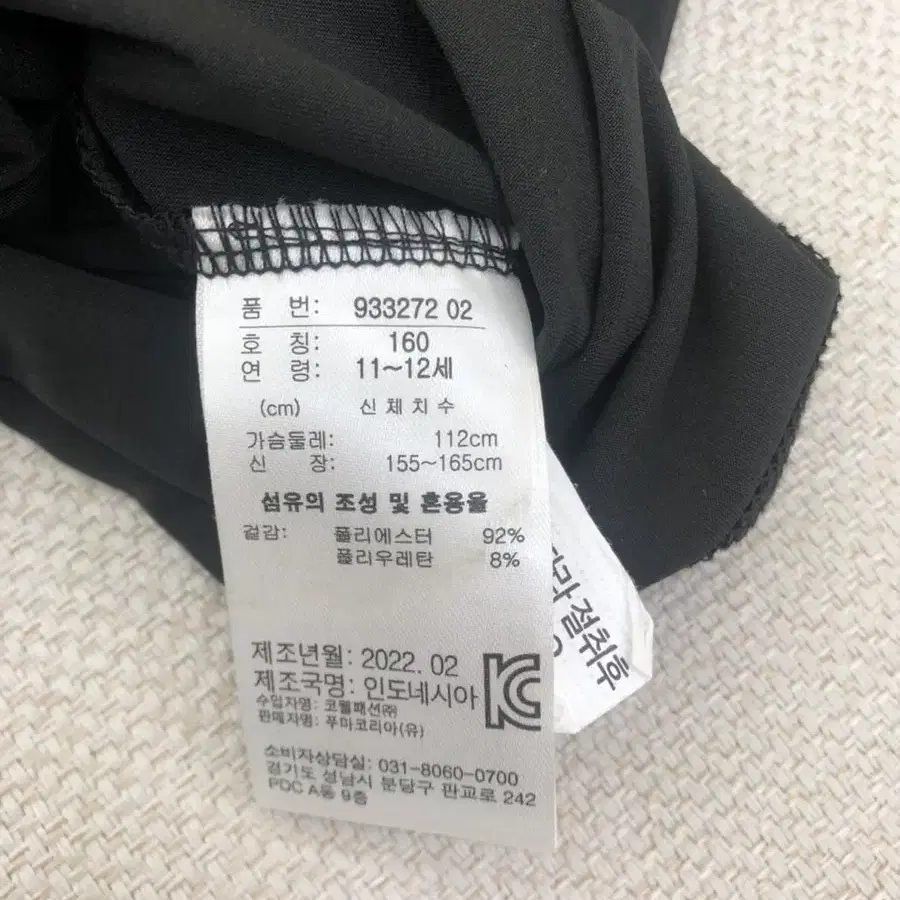 품 번: 933272 02
호 칭: 160
연 령: 11~12세
(cm) 신체치수
가슴둘레: 112cm
신 장: 155~165cm
섬유의 조성 및 혼용율
겉감: 폴리에스터 92%
폴리우레탄 8%
제조년월: 2022. 02
제조국명: 인도네시아
수입자명: 코웰패션㈜
판매자명: 푸마코리아(유)
소비자상담실: 031-8060-0700
경기도 성남시 분당구 판교로 242
PDC A동 9층
절취후